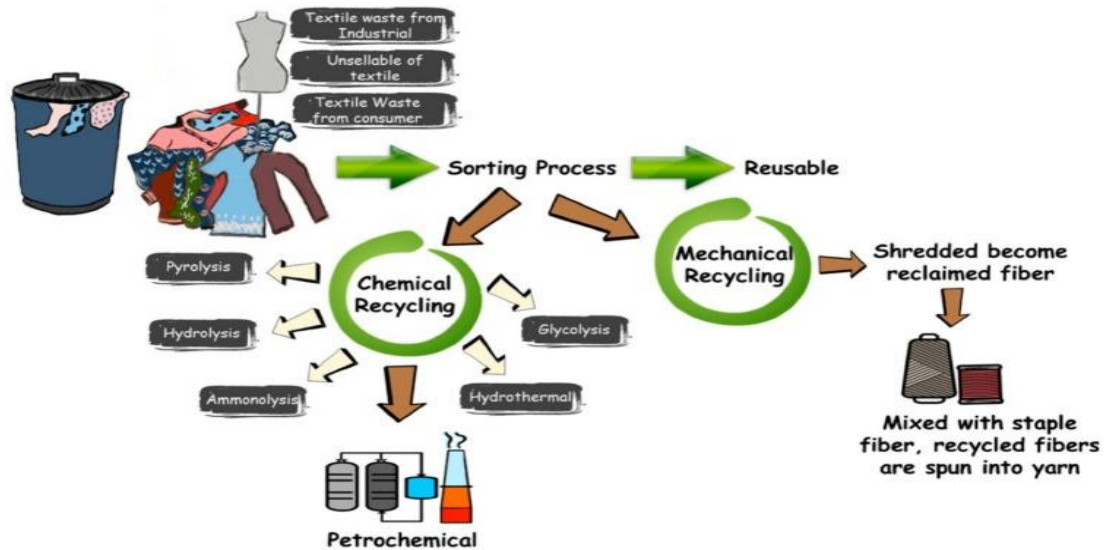 Textile waste from
Industrial
Unsellable of
textile
Textile Waste
from consumer
Sorting Process
Reusable
Pyrolysis
Hydrolysis
Ammonolysis
Chemical
Recycling
Glycolysis
Hydrothermal
Petrochemical
Mechanical
Recycling
Shredded become
reclaimed fiber
Mixed with staple
fiber, recycled fibers
are spun into yarn